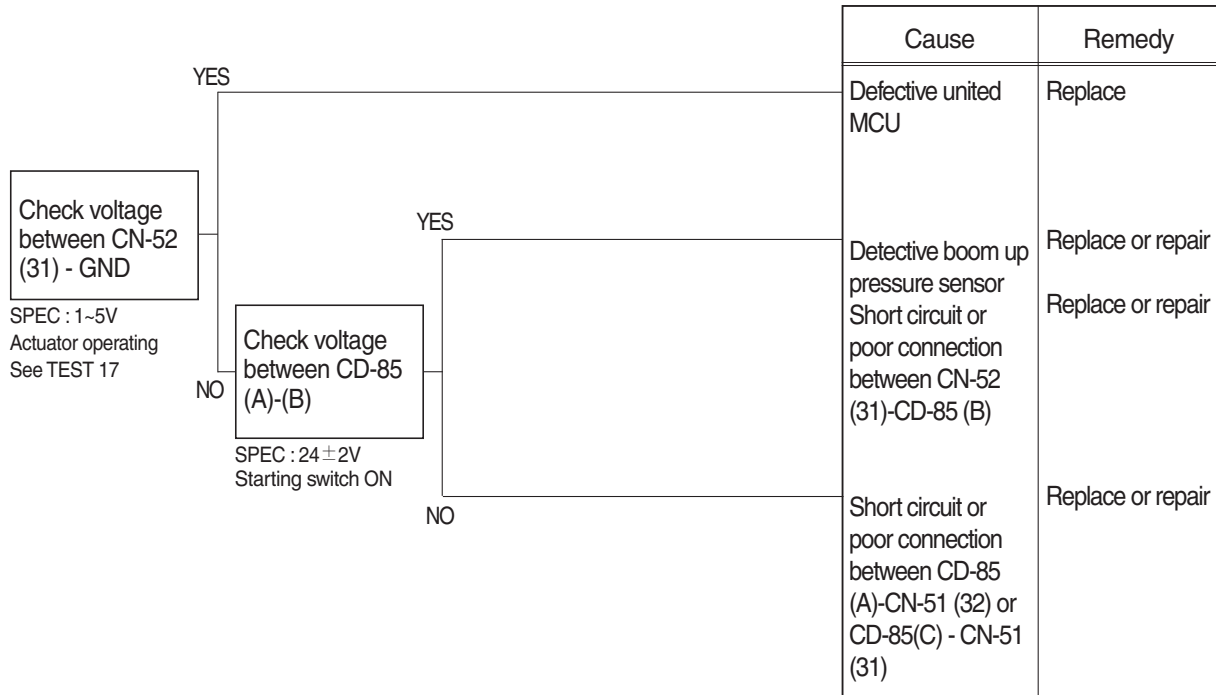 Cause
Remedy
YES
Defective united
MCU
Replace
Check voltage
between CN-52
(31) - GND
SPEC : 1~5V
Actuator operating
See TEST 17
NO
YES
Check voltage
between CD-85
(A)-(B)
SPEC : 24±2V
Starting switch ON
NO
Detective boom up
pressure sensor
Short circuit or
poor connection
between CN-52
(31)-CD-85 (B)
Replace or repair
Replace or repair
Short circuit or
poor connection
between CD-85
(A)-CN-51 (32) or
CD-85(C) - CN-51
(31)
Replace or repair